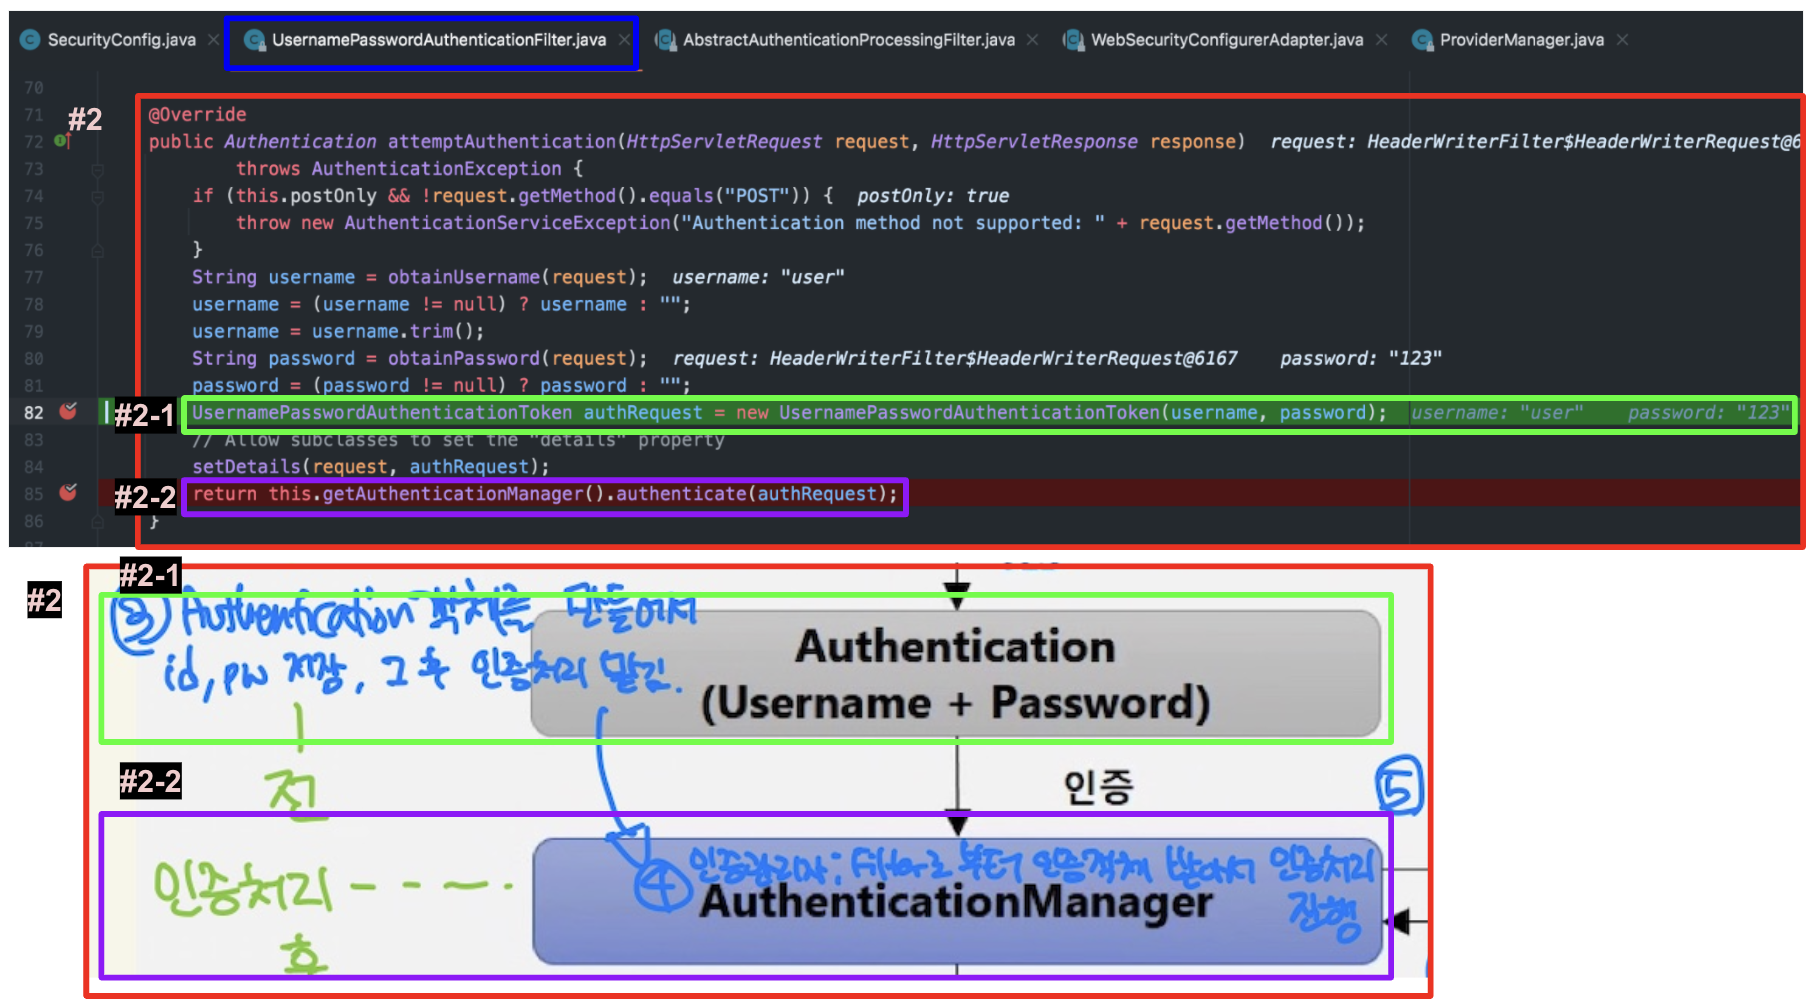 SecurityConfig.java
UsernamePasswordAuthenticationFilter.java
AbstractAuthenticationProcessingFilter.java
WebSecurityConfigurerAdapter.java
ProviderManager.java
70
#2
71 @Override
72 public Authentication attemptAuthentication(HttpServletRequest request, HttpServletResponse response) request: HeaderWriterFilter$HeaderWriterRequest@6
73 throws AuthenticationException {
74 if (this.postOnly && !request.getMethod().equals("POST")) { postOnly: true
75 throw new AuthenticationServiceException("Authentication method not supported: " + request.getMethod());
76 }
77 String username = obtainUsername(request); username: "user"
78 username = (username != null) ? username : "";
79 username = username.trim();
80 String password = obtainPassword(request); request: HeaderWriterFilter$HeaderWriterRequest@6167 password: "123"
81 password = (password != null) ? password : "";
82 #2-1 UsernamePasswordAuthenticationToken authRequest = new UsernamePasswordAuthenticationToken(username, password); username: "user" password: "123"
83 // Allow subclasses to set the "details" property
84 setDetails(request, authRequest);
85 #2-2 return this.getAuthenticationManager().authenticate(authRequest);
86 }
#2
#2-1
③ Authentication 객체를 만들어서
id, pw 저장, 그 후 인증처리 맡김.
Authentication
(Username + Password)
#2-2
전
인증
⑤
인증처리
후
④ 인증관리자: Filter로 부터 인증객체 받아서 인증처리
진행
AuthenticationManager